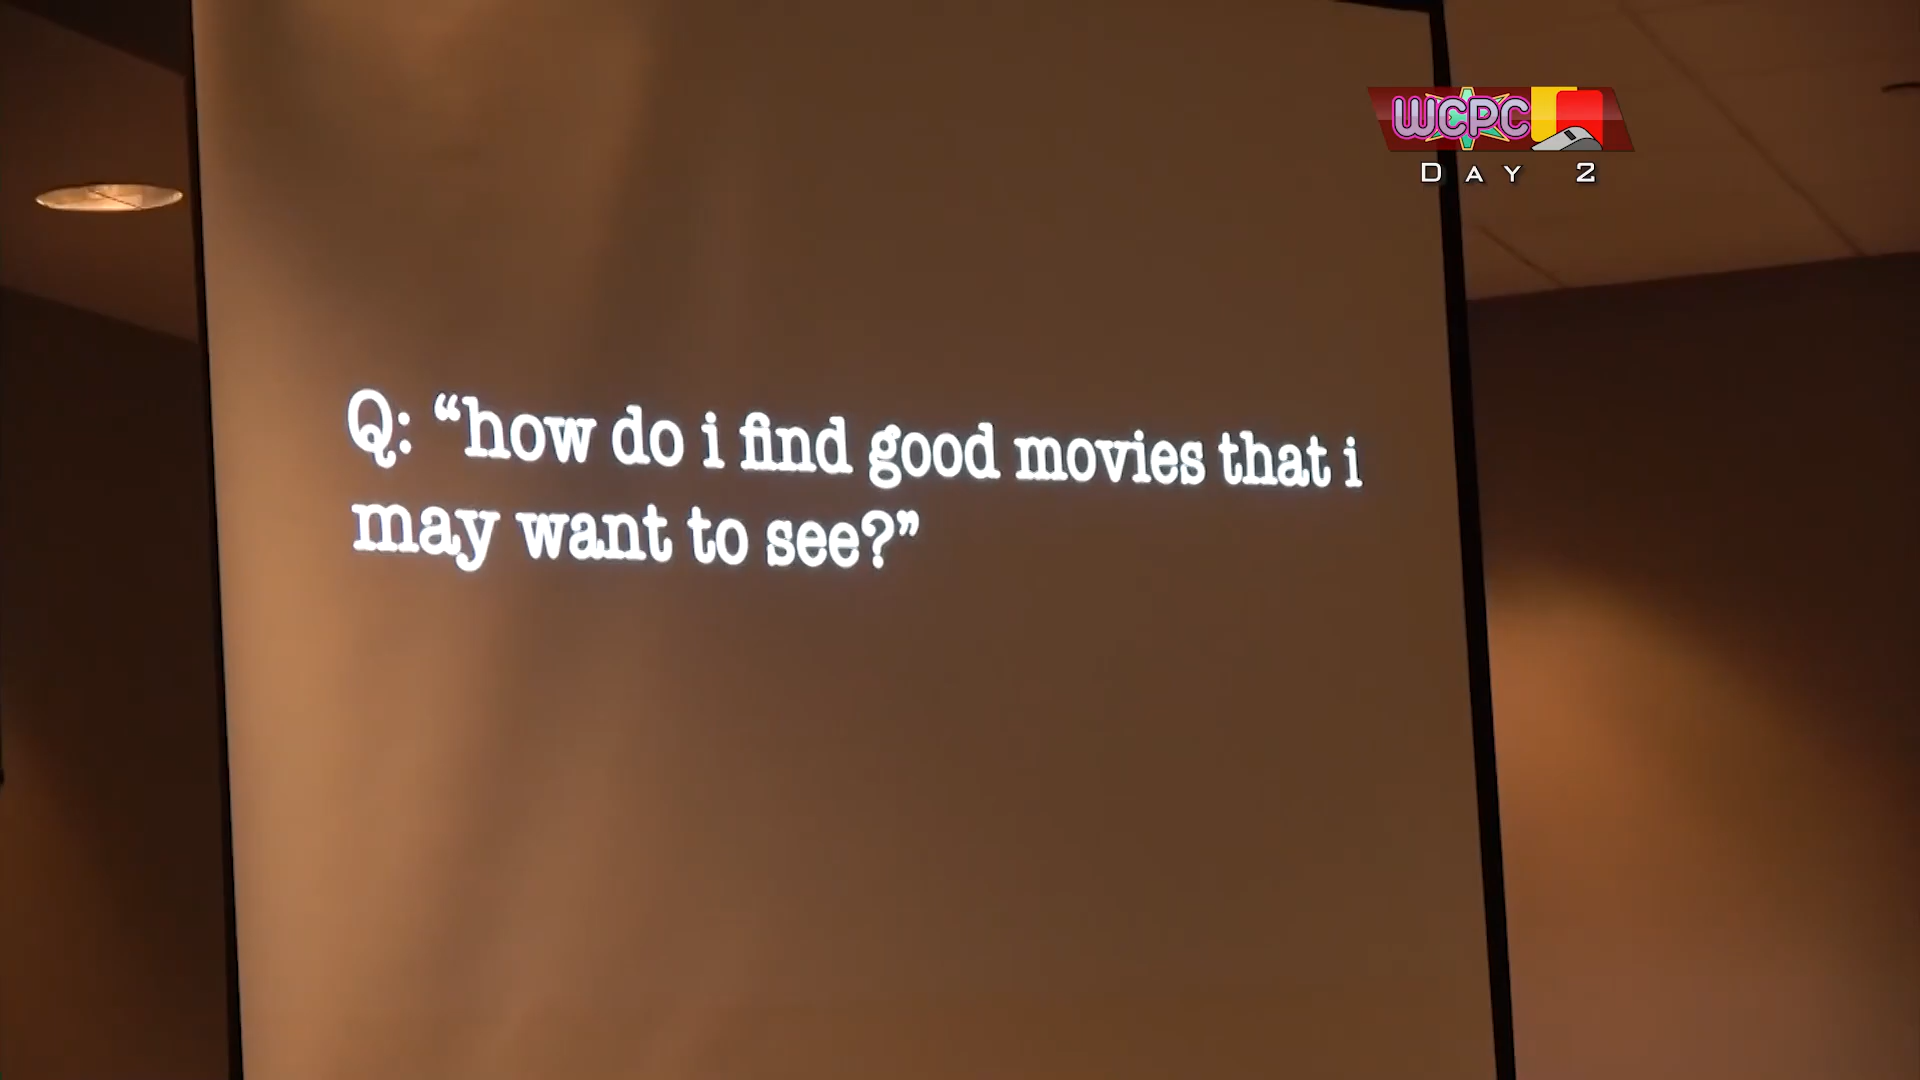 WCPC
Day 2
Q: “how do i find good movies that i
may want to see?”